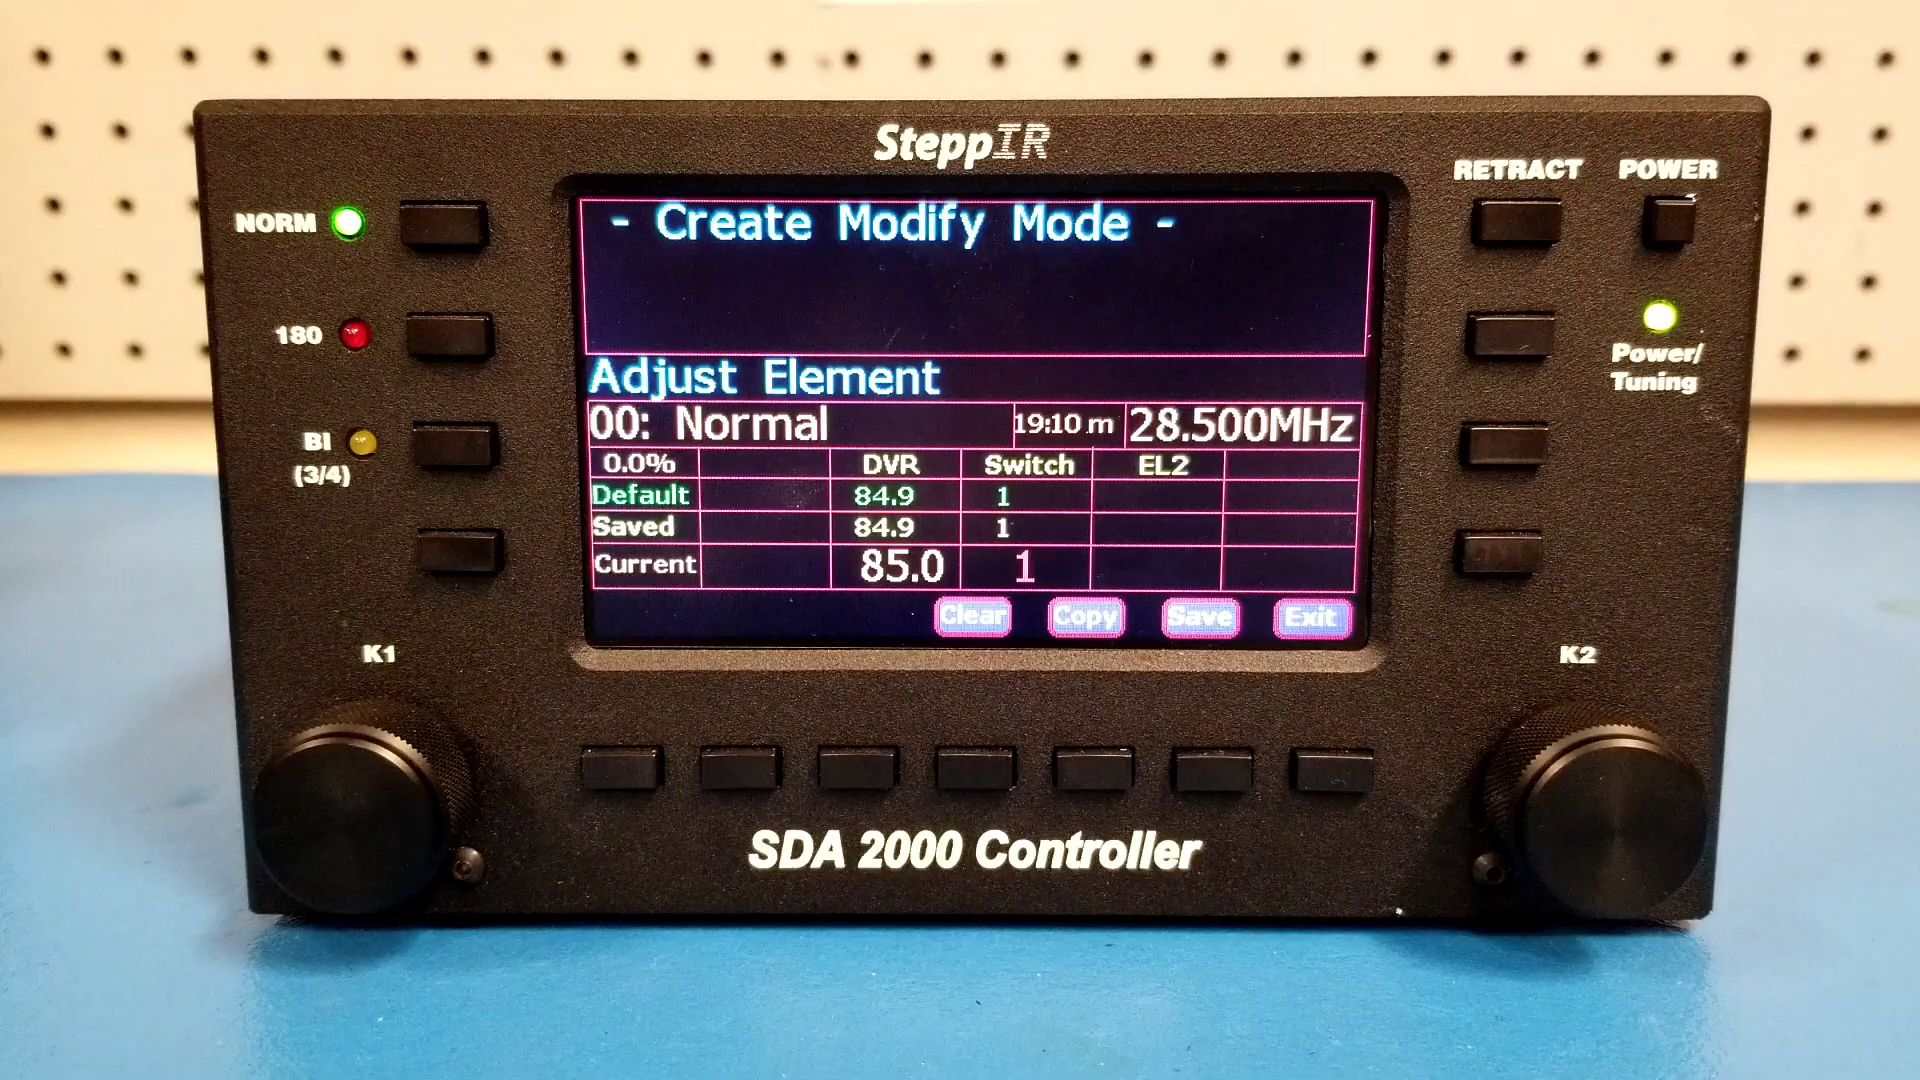 SteppIR
RETRACT POWER
NORM
- Create Modify Mode -
180
Power/
Tuning
Adjust Element
00: Normal 19:10 m 28.500MHz
BI
(3/4)
0.0% DVR Switch EL2
Default 84.9 1
Saved 84.9 1
Current 85.0 1
Clear Copy Save Exit
K1 K2
SDA 2000 Controller